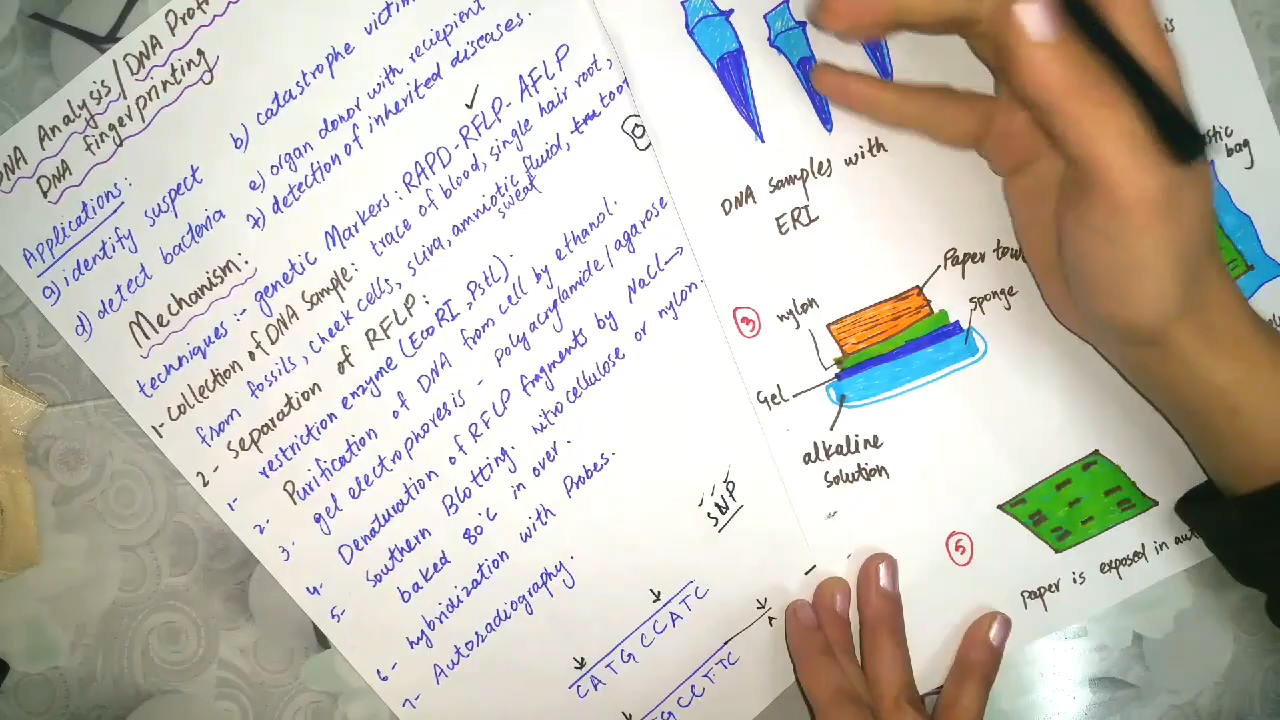 DNA Analysis/DNA
DNA fingerprinting
Applications:
a) identify suspect
b) catastrophe victim
d) detect bacteria
e) organ donor with reciepient
7) detection of inherited diseases.
Mechanism:
techniques :- genetic Markers: RAPD-RFLP-AFLP
1- collection of DNA Sample: trace of blood, single hair root,
from fossils, cheek cells, sliva, amniotic fluid,
sweat
2- Separation of RFLP:
1- restriction enzyme (EcoRI, PstI).
2- Purification of DNA from cell by ethanol.
3- gel electrophoresis - polyacrylamide/agarose
4- Denaturation of RFLP fragments by NaCl →
5- Southern Blotting. nitrocellulose or nylon.
baked 80°C in over.
6- hybridization with Probes.
7- Autoradiography.
SNP
CATGCCATC
GCCTTC
DNA samples with
ERI
bag
3
nylon
Paper
sponge
Gel
alkaline
solution
5
paper is exposed in